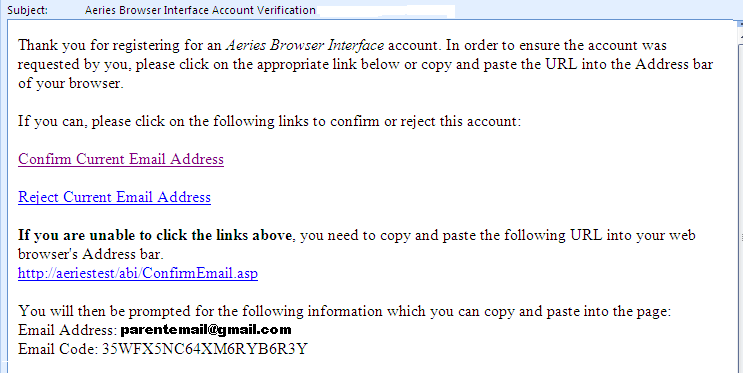 Subject: Aeries Browser Interface Account Verification
Thank you for registering for an Aeries Browser Interface account. In order to ensure the account was
requested by you, please click on the appropriate link below or copy and paste the URL into the Address bar
of your browser.
If you can, please click on the following links to confirm or reject this account:
Confirm Current Email Address
Reject Current Email Address
If you are unable to click the links above, you need to copy and paste the following URL into your web
browser's Address bar.
http://aeriestest/abi/ConfirmEmail.asp
You will then be prompted for the following information which you can copy and paste into the page:
Email Address: parentemail@gmail.com
Email Code: 35WFX5NC64XM6RYB6R3Y